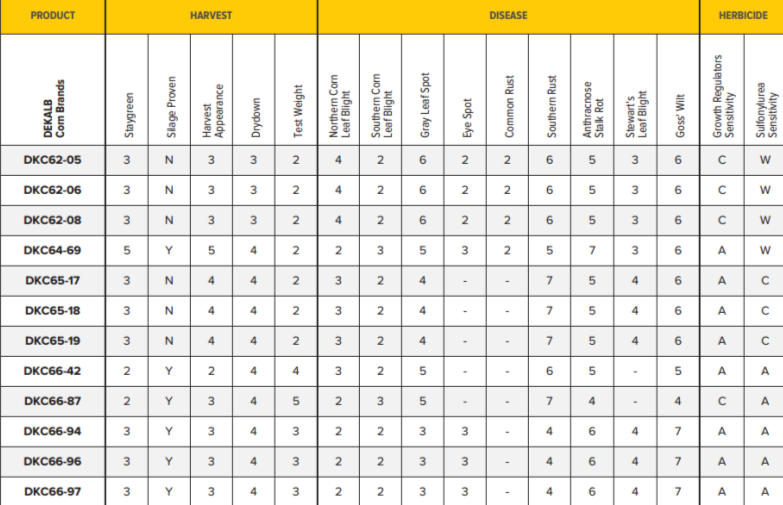 PRODUCT HARVEST DISEASE HERBICIDE
DEKALB Corn Brands Staygreen Silage Proven Harvest Appearance Drydown Test Weight Northern Corn Leaf Blight Southern Corn Leaf Blight Gray Leaf Spot Eye Spot Common Rust Southern Rust Anthracnose Stalk Rot Stewart's Leaf Blight Goss' Wilt Growth Regulators Sensitivity Sulfonylurea Sensitivity
DKC62-05 3 N 3 3 2 4 2 6 2 2 6 5 3 6 C W
DKC62-06 3 N 3 3 2 4 2 6 2 2 6 5 3 6 C W
DKC62-08 3 N 3 3 2 4 2 6 2 2 6 5 3 6 C W
DKC64-69 5 Y 5 4 2 2 3 5 3 2 5 7 3 6 A W
DKC65-17 3 N 4 4 2 3 2 4 - - 7 5 4 6 A C
DKC65-18 3 N 4 4 2 3 2 4 - - 7 5 4 6 A C
DKC65-19 3 N 4 4 2 3 2 4 - - 7 5 4 6 A C
DKC66-42 2 Y 2 4 4 3 2 5 - - 6 5 - 5 A A
DKC66-87 2 Y 3 4 5 2 3 5 - - 7 4 - 4 C A
DKC66-94 3 Y 3 4 3 2 2 3 3 - 4 6 4 7 A A
DKC66-96 3 Y 3 4 3 2 2 3 3 - 4 6 4 7 A A
DKC66-97 3 Y 3 4 3 2 2 3 3 - 4 6 4 7 A A